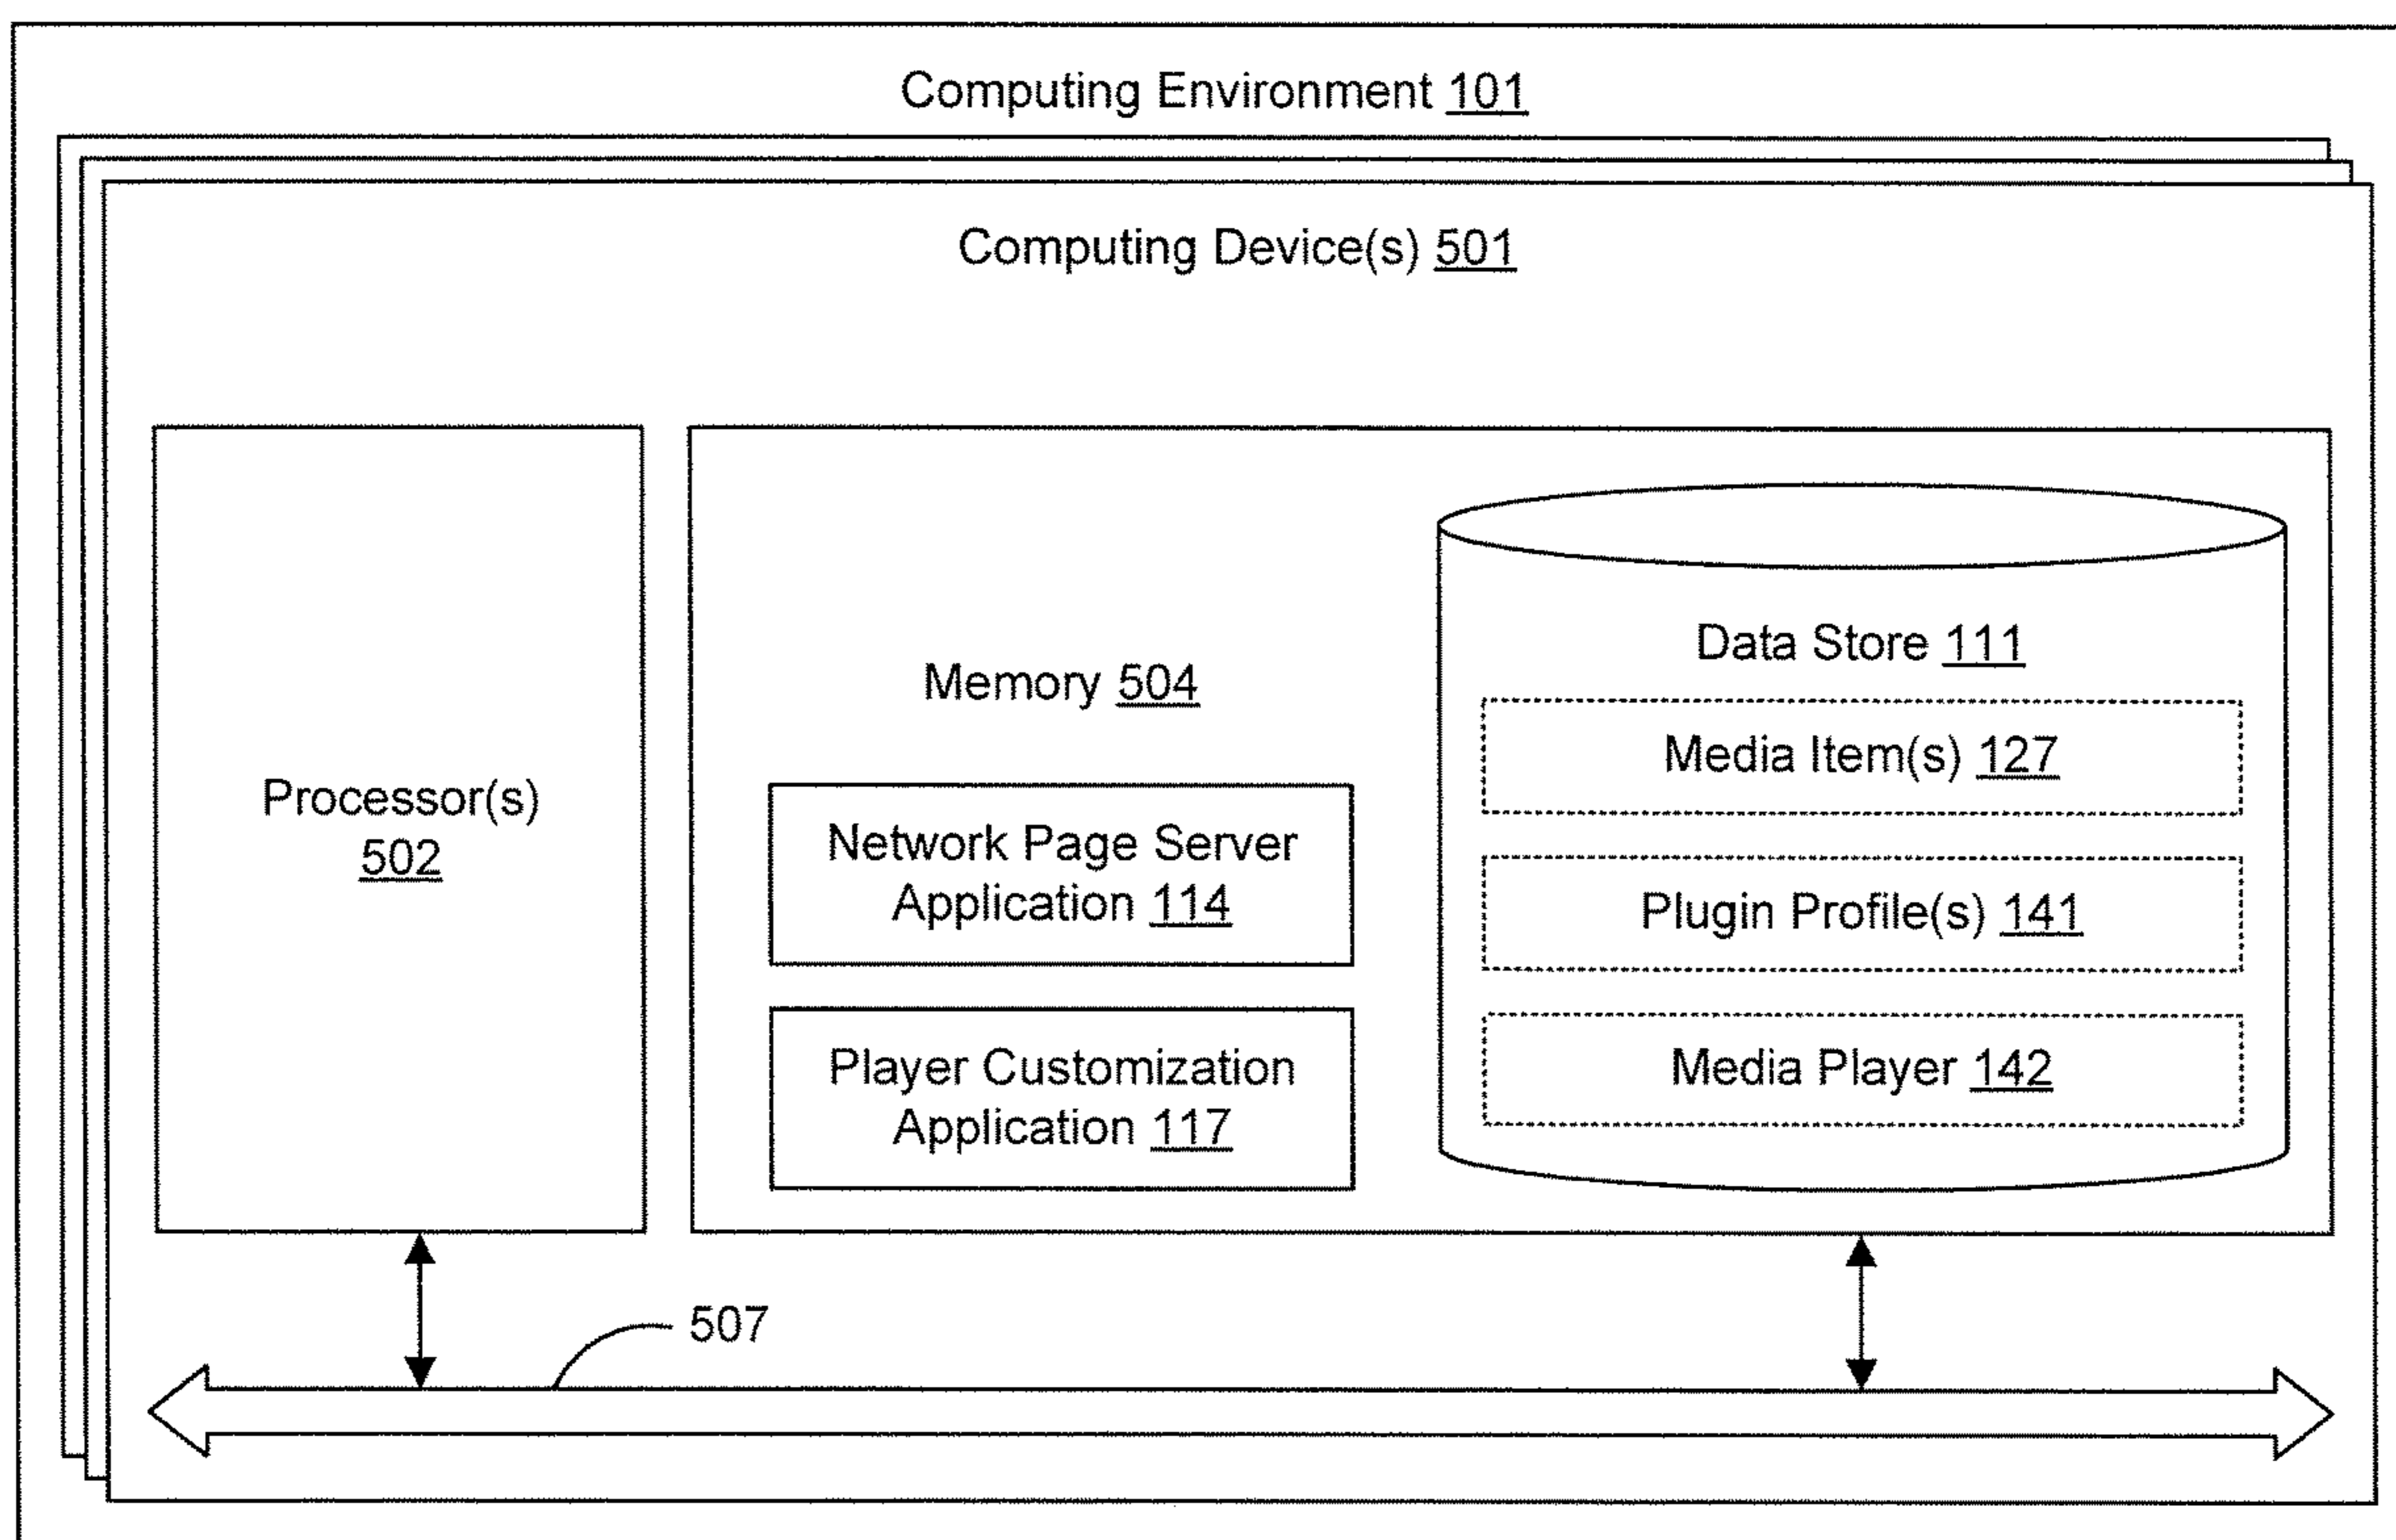 Computing Environment 101
Computing Device(s) 501
Processor(s)
502
Memory 504
Network Page Server
Application 114
Player Customization
Application 117
Data Store 111
Media Item(s) 127
Plugin Profile(s) 141
Media Player 142
507